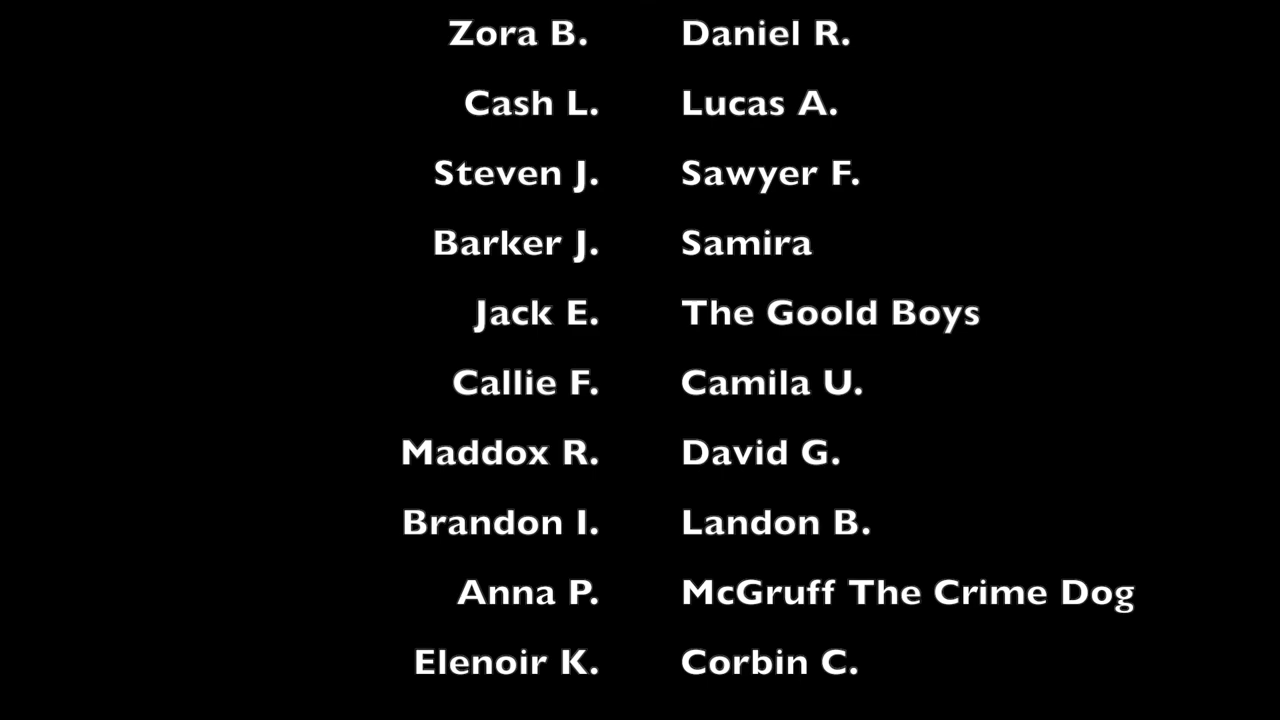 Zora B. Daniel R.
Cash L. Lucas A.
Steven J. Sawyer F.
Barker J. Samira
Jack E. The Goold Boys
Callie F. Camila U.
Maddox R. David G.
Brandon I. Landon B.
Anna P. McGruff The Crime Dog
Elenoir K. Corbin C.